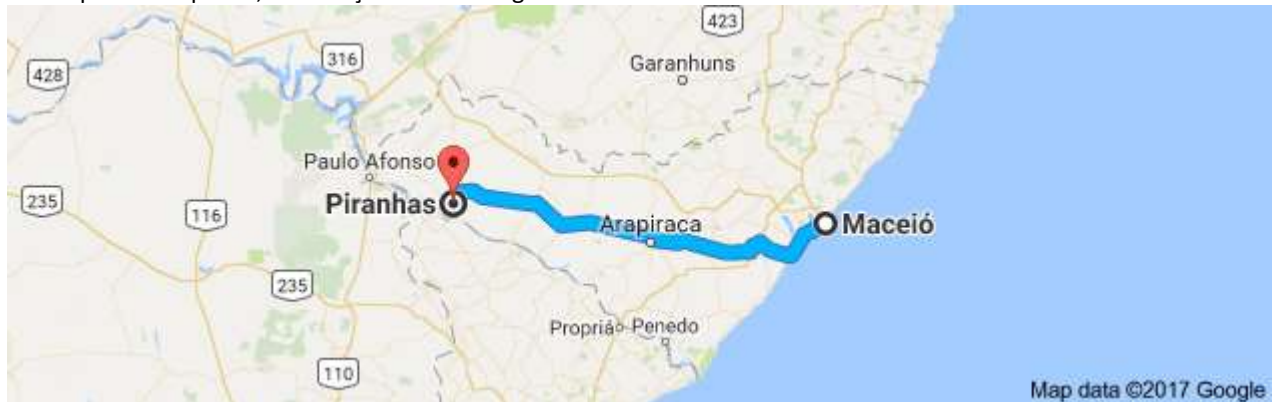 423
316
Garanhuns
428
Paulo Afonso
235
116
Piranhas
Arapiraca
Maceió
235
Propriá
Penedo
110
Map data ©2017 Google